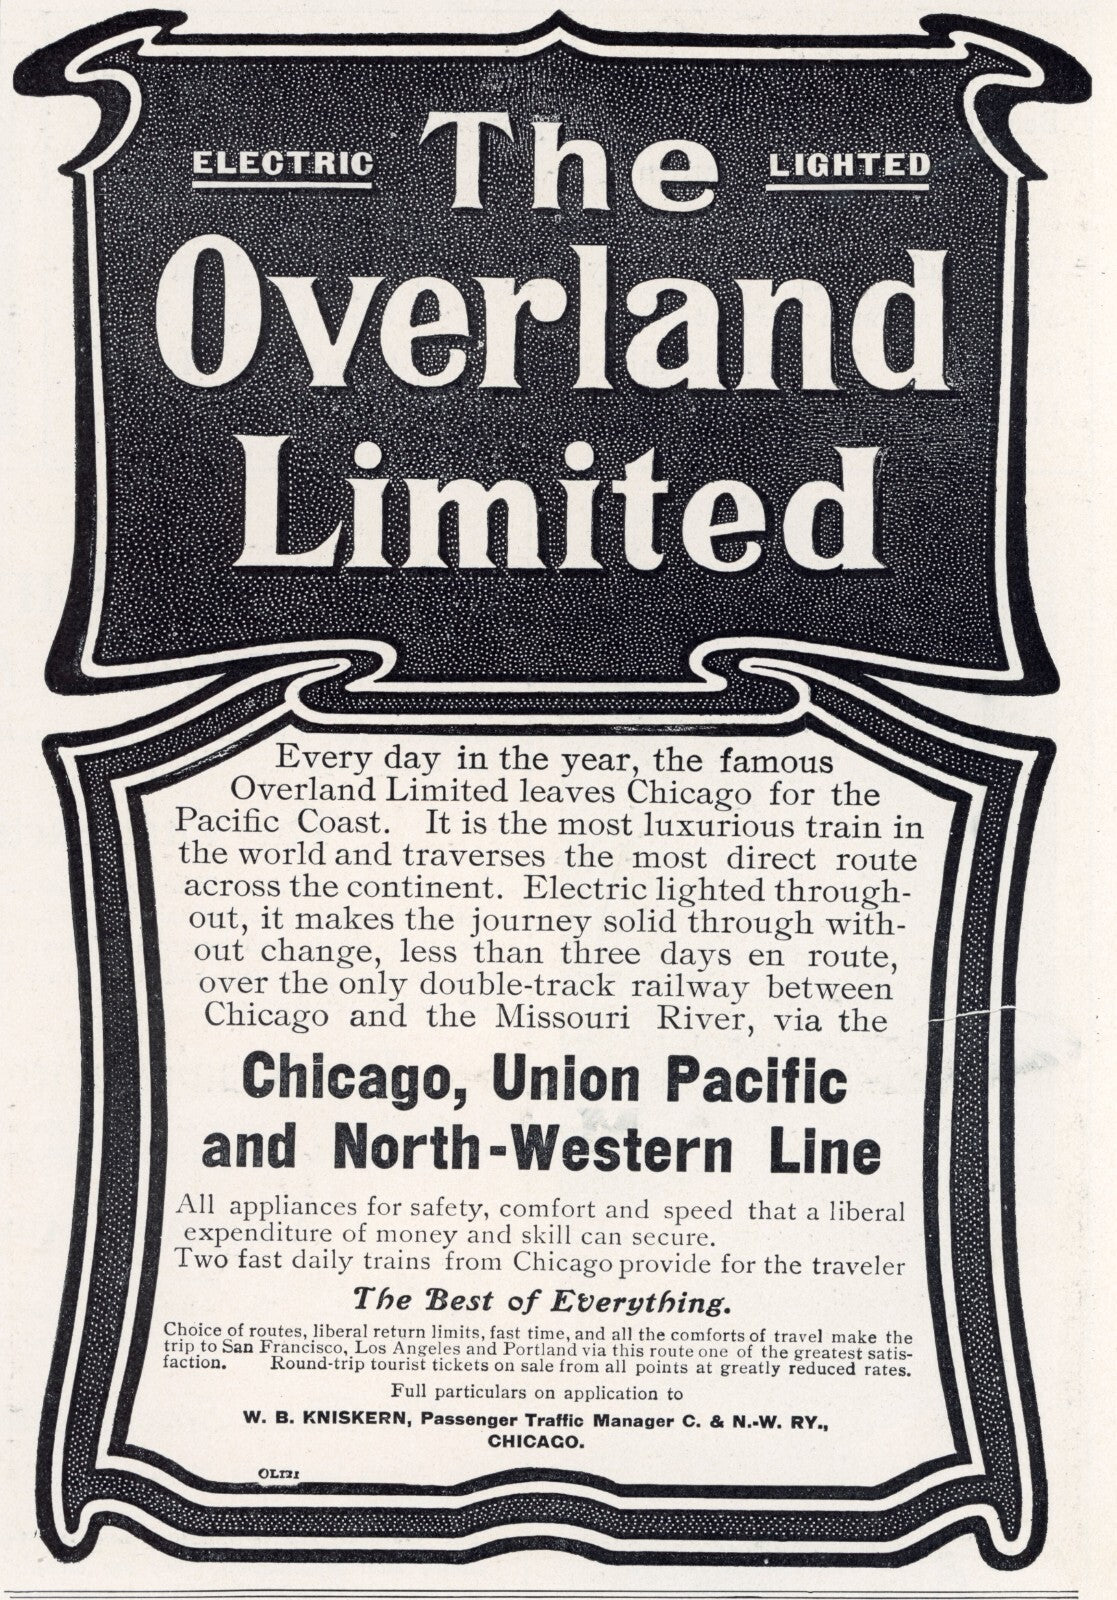 ELECTRIC The LIGHTED
Overland
Limited
Every day in the year, the famous
Overland Limited leaves Chicago for the
Pacific Coast. It is the most luxurious train in
the world and traverses the most direct route
across the continent. Electric lighted through-
out, it makes the journey solid through with-
out change, less than three days en route,
over the only double-track railway between
Chicago and the Missouri River, via the
Chicago, Union Pacific
and North-Western Line
All appliances for safety, comfort and speed that a liberal
expenditure of money and skill can secure.
Two fast daily trains from Chicago provide for the traveler
The Best of Everything.
Choice of routes, liberal return limits, fast time, and all the comforts of travel make the
trip to San Francisco, Los Angeles and Portland via this route one of the greatest satis-
faction. Round-trip tourist tickets on sale from all points at greatly reduced rates.
Full particulars on application to
W. B. KNISKERN, Passenger Traffic Manager C. & N.-W. RY.,
CHICAGO.
OL121